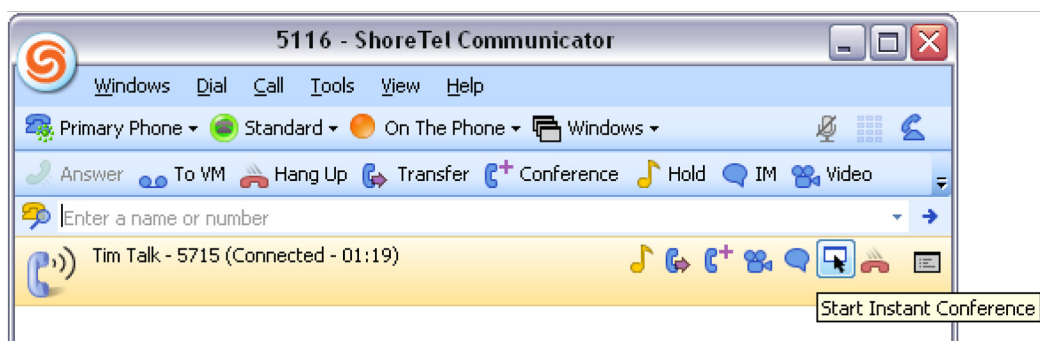 5116 - ShoreTel Communicator
Windows Dial Call Tools View Help
Primary Phone Standard On The Phone Windows
Answer To VM Hang Up Transfer Conference Hold IM Video
Enter a name or number
Tim Talk - 5715 (Connected - 01:19)
Start Instant Conference